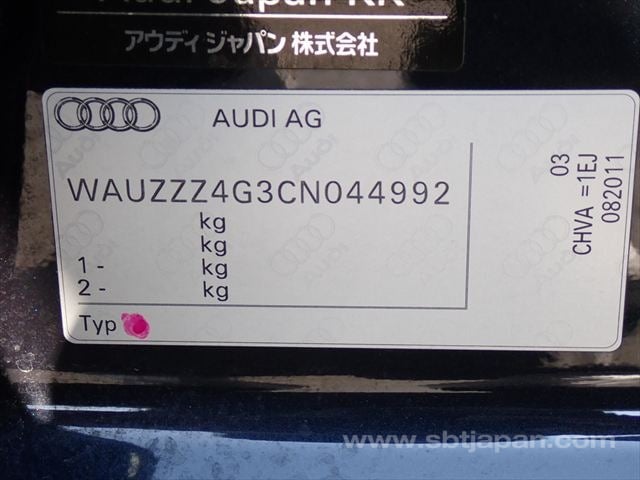 Audi Japan KK
アウディ ジャパン 株式会社
AUDI AG
WAUZZZ4G3CN044992
kg
kg
1 - kg
2 - kg
Typ
03
CHVA =1EJ
082011
www.sbtjapan.com